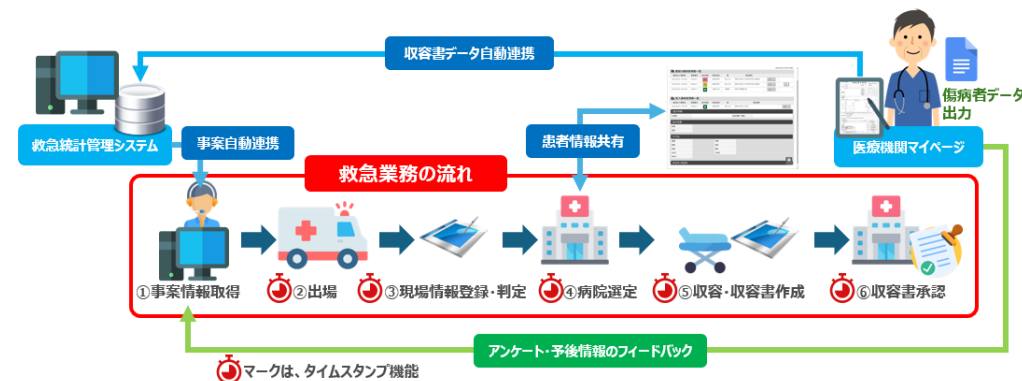 収容書データ自動連携
傷病者データ
出力
救急統計管理システム
事案自動連携
患者情報共有
医療機関マイページ
救急業務の流れ
①事案情報取得
②出場
③現場情報登録・判定
④病院選定
⑤収容・収容書作成
⑥収容書承認
アンケート・予後情報のフィードバック
マークは、タイムスタンプ機能